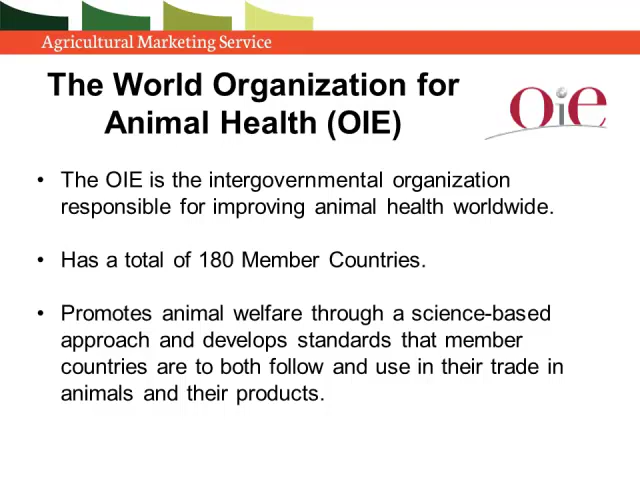 Agricultural Marketing Service
The World Organization for
Animal Health (OIE)
Oie
• The OIE is the intergovernmental organization
responsible for improving animal health worldwide.
• Has a total of 180 Member Countries.
• Promotes animal welfare through a science-based
approach and develops standards that member
countries are to both follow and use in their trade in
animals and their products.